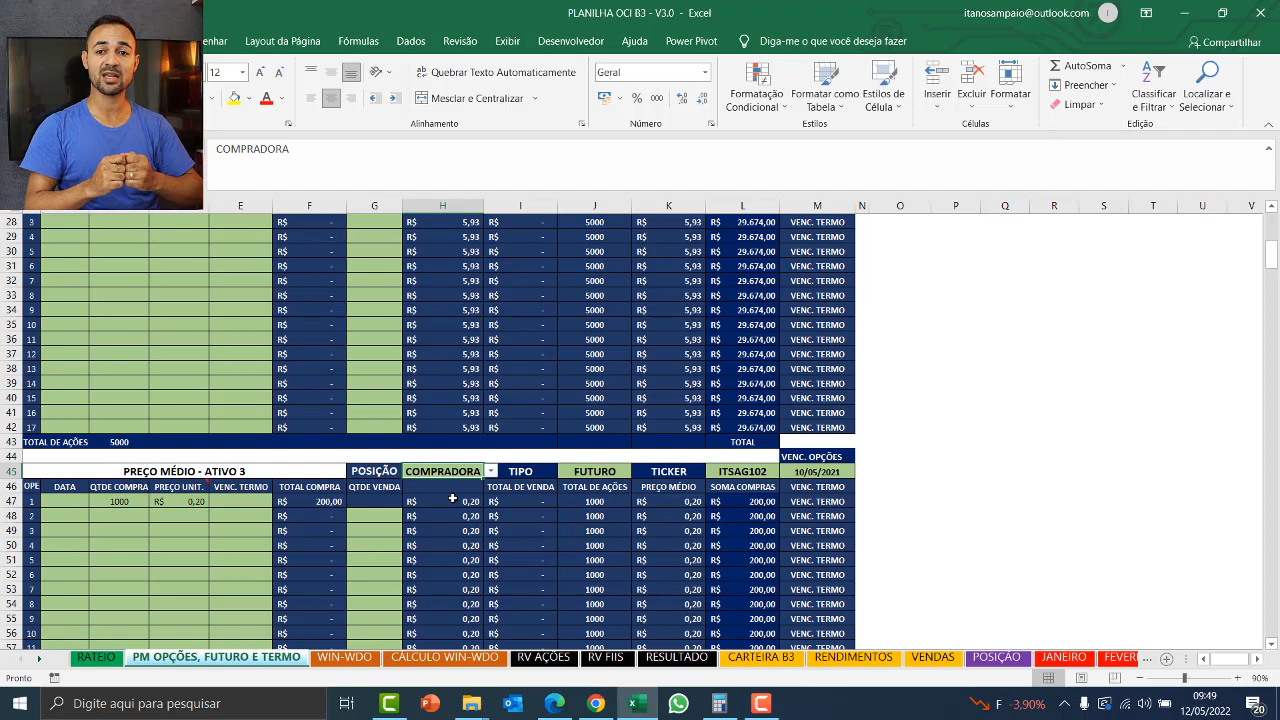 PLANILHA OCI B3 - V3.0 - Excel
itanosampaio@outlook.com I
nhar Layout da Página Fórmulas Dados Revisão Exibir Desenvolvedor Ajuda Power Pivot Diga-me o que você deseja fazer
Compartilhar
12 Quebrar Texto Automaticamente Geral
Mesclar e Centralizar % 000
Formatação Condicional Formatar como Tabela Estilos de Célula Inserir Excluir Formatar
AutoSoma
Preencher
Limpar
Classificar e Filtrar Localizar e Selecionar
Alinhamento Número Estilos Células Edição
COMPRADORA
E F G H I J K L M N O P Q R S T U V
28 3 R$ - R$ 5,93 R$ - 5000 R$ 5,93 R$ 29.674,00 VENC. TERMO
29 4 R$ - R$ 5,93 R$ - 5000 R$ 5,93 R$ 29.674,00 VENC. TERMO
30 5 R$ - R$ 5,93 R$ - 5000 R$ 5,93 R$ 29.674,00 VENC. TERMO
31 6 R$ - R$ 5,93 R$ - 5000 R$ 5,93 R$ 29.674,00 VENC. TERMO
32 7 R$ - R$ 5,93 R$ - 5000 R$ 5,93 R$ 29.674,00 VENC. TERMO
33 8 R$ - R$ 5,93 R$ - 5000 R$ 5,93 R$ 29.674,00 VENC. TERMO
34 9 R$ - R$ 5,93 R$ - 5000 R$ 5,93 R$ 29.674,00 VENC. TERMO
35 10 R$ - R$ 5,93 R$ - 5000 R$ 5,93 R$ 29.674,00 VENC. TERMO
36 11 R$ - R$ 5,93 R$ - 5000 R$ 5,93 R$ 29.674,00 VENC. TERMO
37 12 R$ - R$ 5,93 R$ - 5000 R$ 5,93 R$ 29.674,00 VENC. TERMO
38 13 R$ - R$ 5,93 R$ - 5000 R$ 5,93 R$ 29.674,00 VENC. TERMO
39 14 R$ - R$ 5,93 R$ - 5000 R$ 5,93 R$ 29.674,00 VENC. TERMO
40 15 R$ - R$ 5,93 R$ - 5000 R$ 5,93 R$ 29.674,00 VENC. TERMO
41 16 R$ - R$ 5,93 R$ - 5000 R$ 5,93 R$ 29.674,00 VENC. TERMO
42 17 R$ - R$ 5,93 R$ - 5000 R$ 5,93 R$ 29.674,00 VENC. TERMO
43 TOTAL DE AÇÕES 5000 TOTAL
44 VENC. OPÇÕES
45 PREÇO MÉDIO - ATIVO 3 POSIÇÃO COMPRADORA TIPO FUTURO TICKER ITSAG102 10/05/2021
46 OPE DATA QTDE COMPRA PREÇO UNIT. VENC. TERMO TOTAL COMPRA QTDE VENDA TOTAL DE VENDA TOTAL DE AÇÕES PREÇO MÉDIO SOMA COMPRAS VENC. TERMO
47 1 1000 R$ 0,20 R$ 200,00 R$ 0,20 R$ - 1000 R$ 0,20 R$ 200,00 VENC. TERMO
48 2 R$ - R$ 0,20 R$ - 1000 R$ 0,20 R$ 200,00 VENC. TERMO
49 3 R$ - R$ 0,20 R$ - 1000 R$ 0,20 R$ 200,00 VENC. TERMO
50 4 R$ - R$ 0,20 R$ - 1000 R$ 0,20 R$ 200,00 VENC. TERMO
51 5 R$ - R$ 0,20 R$ - 1000 R$ 0,20 R$ 200,00 VENC. TERMO
52 6 R$ - R$ 0,20 R$ - 1000 R$ 0,20 R$ 200,00 VENC. TERMO
53 7 R$ - R$ 0,20 R$ - 1000 R$ 0,20 R$ 200,00 VENC. TERMO
54 8 R$ - R$ 0,20 R$ - 1000 R$ 0,20 R$ 200,00 VENC. TERMO
55 9 R$ - R$ 0,20 R$ - 1000 R$ 0,20 R$ 200,00 VENC. TERMO
56 10 R$ - R$ 0,20 R$ - 1000 R$ 0,20 R$ 200,00 VENC. TERMO
57 11 R$ - R$ 0,20 R$ - 1000 R$ 0,20 R$ 200,00 VENC. TERMO
RATEIO PM OPÇÕES, FUTURO E TERMO WIN-WDO CÁLCULO WIN-WDO RV AÇÕES RV FIIS RESULTADO CARTEIRA B3 RENDIMENTOS VENDAS POSIÇÃO JANEIRO FEVER ...
Pronto 90%
Digite aqui para pesquisar F -3,90% 09:49
12/05/2022 20